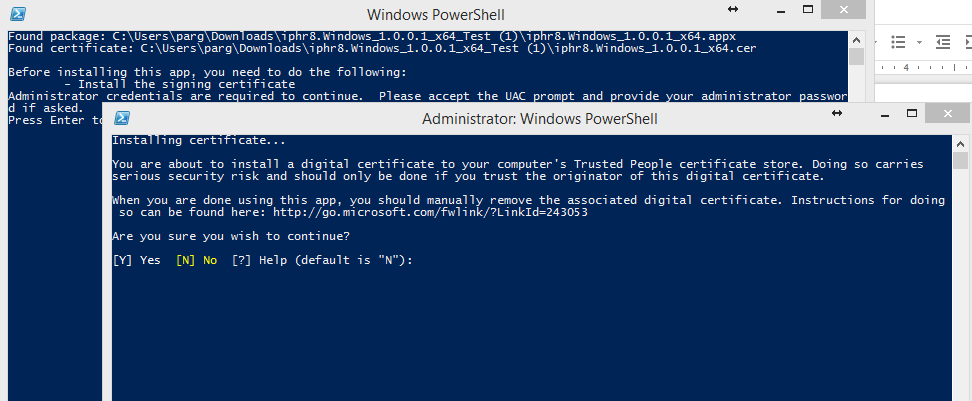 Windows PowerShell
Found package: C:\Users\parg\Downloads\iphr8.Windows_1.0.0.1_x64_Test (1)\iphr8.Windows_1.0.0.1_x64.appx
Found certificate: C:\Users\parg\Downloads\iphr8.Windows_1.0.0.1_x64_Test (1)\iphr8.Windows_1.0.0.1_x64.cer
Before installing this app, you need to do the following:
- Install the signing certificate
Administrator credentials are required to continue.  Please accept the UAC prompt and provide your administrator passwor
d if asked.
Press Enter to
4
Administrator: Windows PowerShell
Installing certificate...
You are about to install a digital certificate to your computer's Trusted People certificate store. Doing so carries
serious security risk and should only be done if you trust the originator of this digital certificate.
When you are done using this app, you should manually remove the associated digital certificate. Instructions for doing
so can be found here: http://go.microsoft.com/fwlink/?LinkId=243053
Are you sure you wish to continue?
[Y] Yes  [N] No  [?] Help (default is "N"):